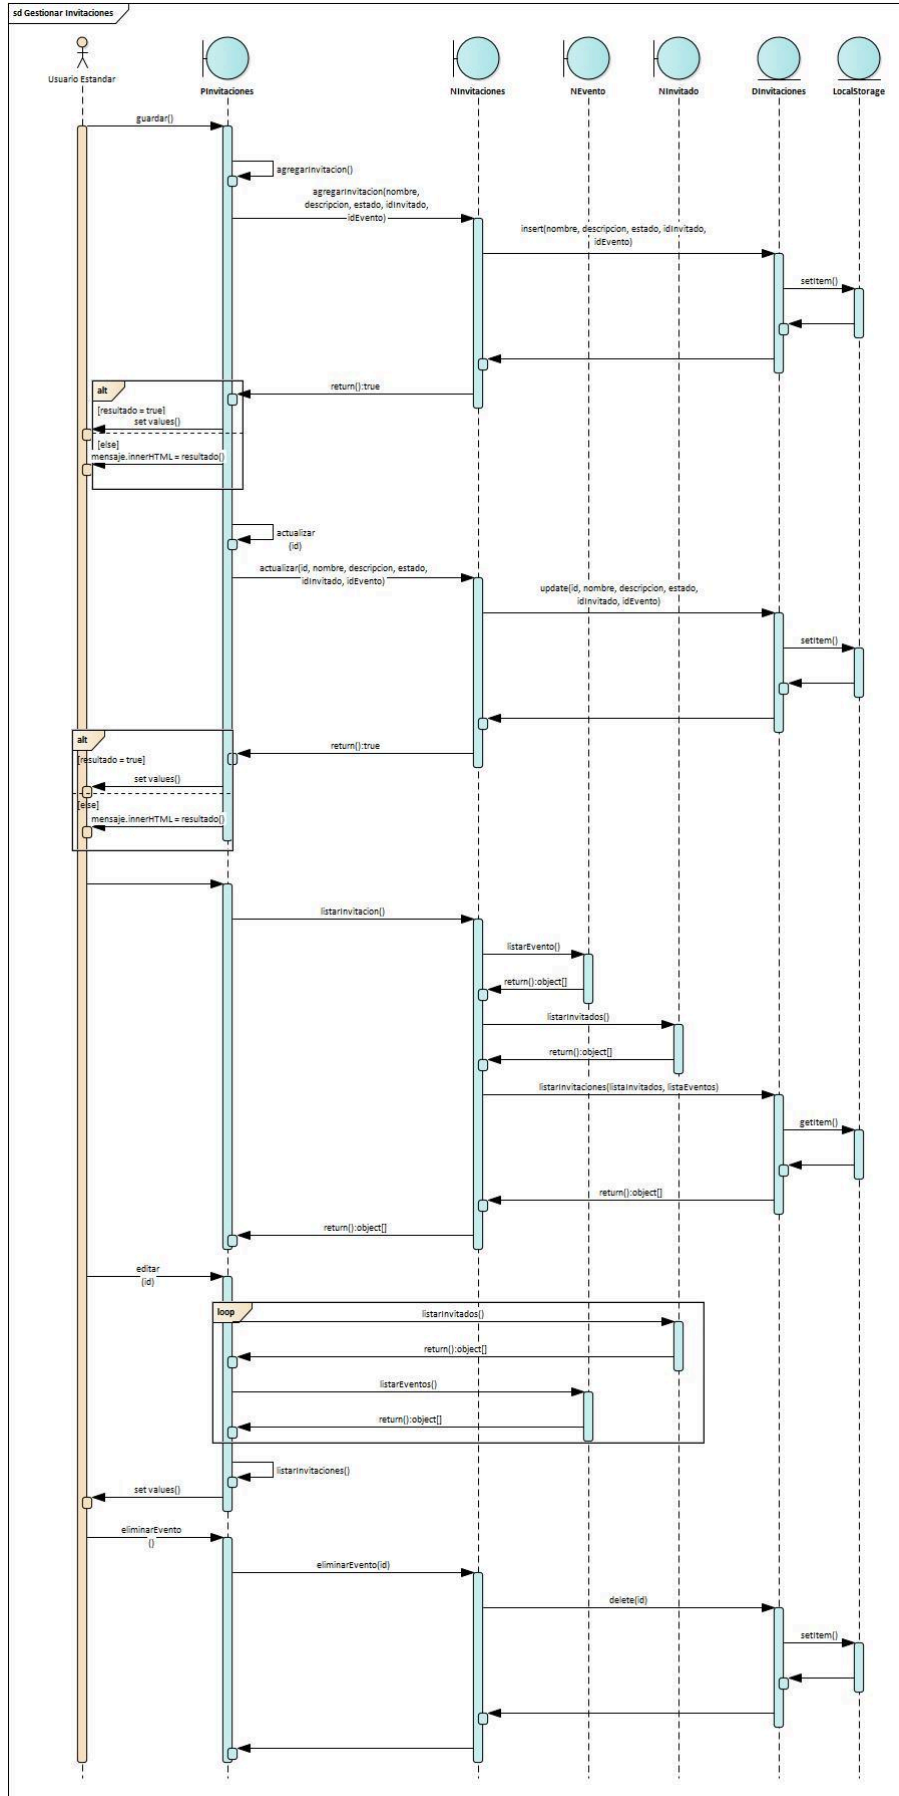 sd Gestionar Invitaciones
Usuario Estandar
PInvitaciones
NInvitaciones
NEvento
NInvitado
DInvitaciones
LocalStorage
guardar()
agregarInvitacion()
agregarInvitacion(nombre,
descripcion, estado, idInvitado,
idEvento)
insert(nombre, descripcion, estado, idInvitado,
idEvento)
setItem()
return():true
alt
[resultado = true]
set values()
[else]
mensaje.innerHTML = resultado()
actualizar
(id)
actualizar(id, nombre, descripcion, estado,
idInvitado, idEvento)
update(id, nombre, descripcion, estado,
idInvitado, idEvento)
setItem()
return():true
alt
[resultado = true]
set values()
[else]
mensaje.innerHTML = resultado()
listarInvitacion()
listarEvento()
return():object[]
listarInvitados()
return():object[]
listarInvitaciones(listaInvitados, listaEventos)
getItem()
return():object[]
return():object[]
editar
(id)
loop
listarInvitados()
return():object[]
listarEventos()
return():object[]
listarInvitaciones()
set values()
eliminarEvento
()
eliminarEvento(id)
delete(id)
setItem()